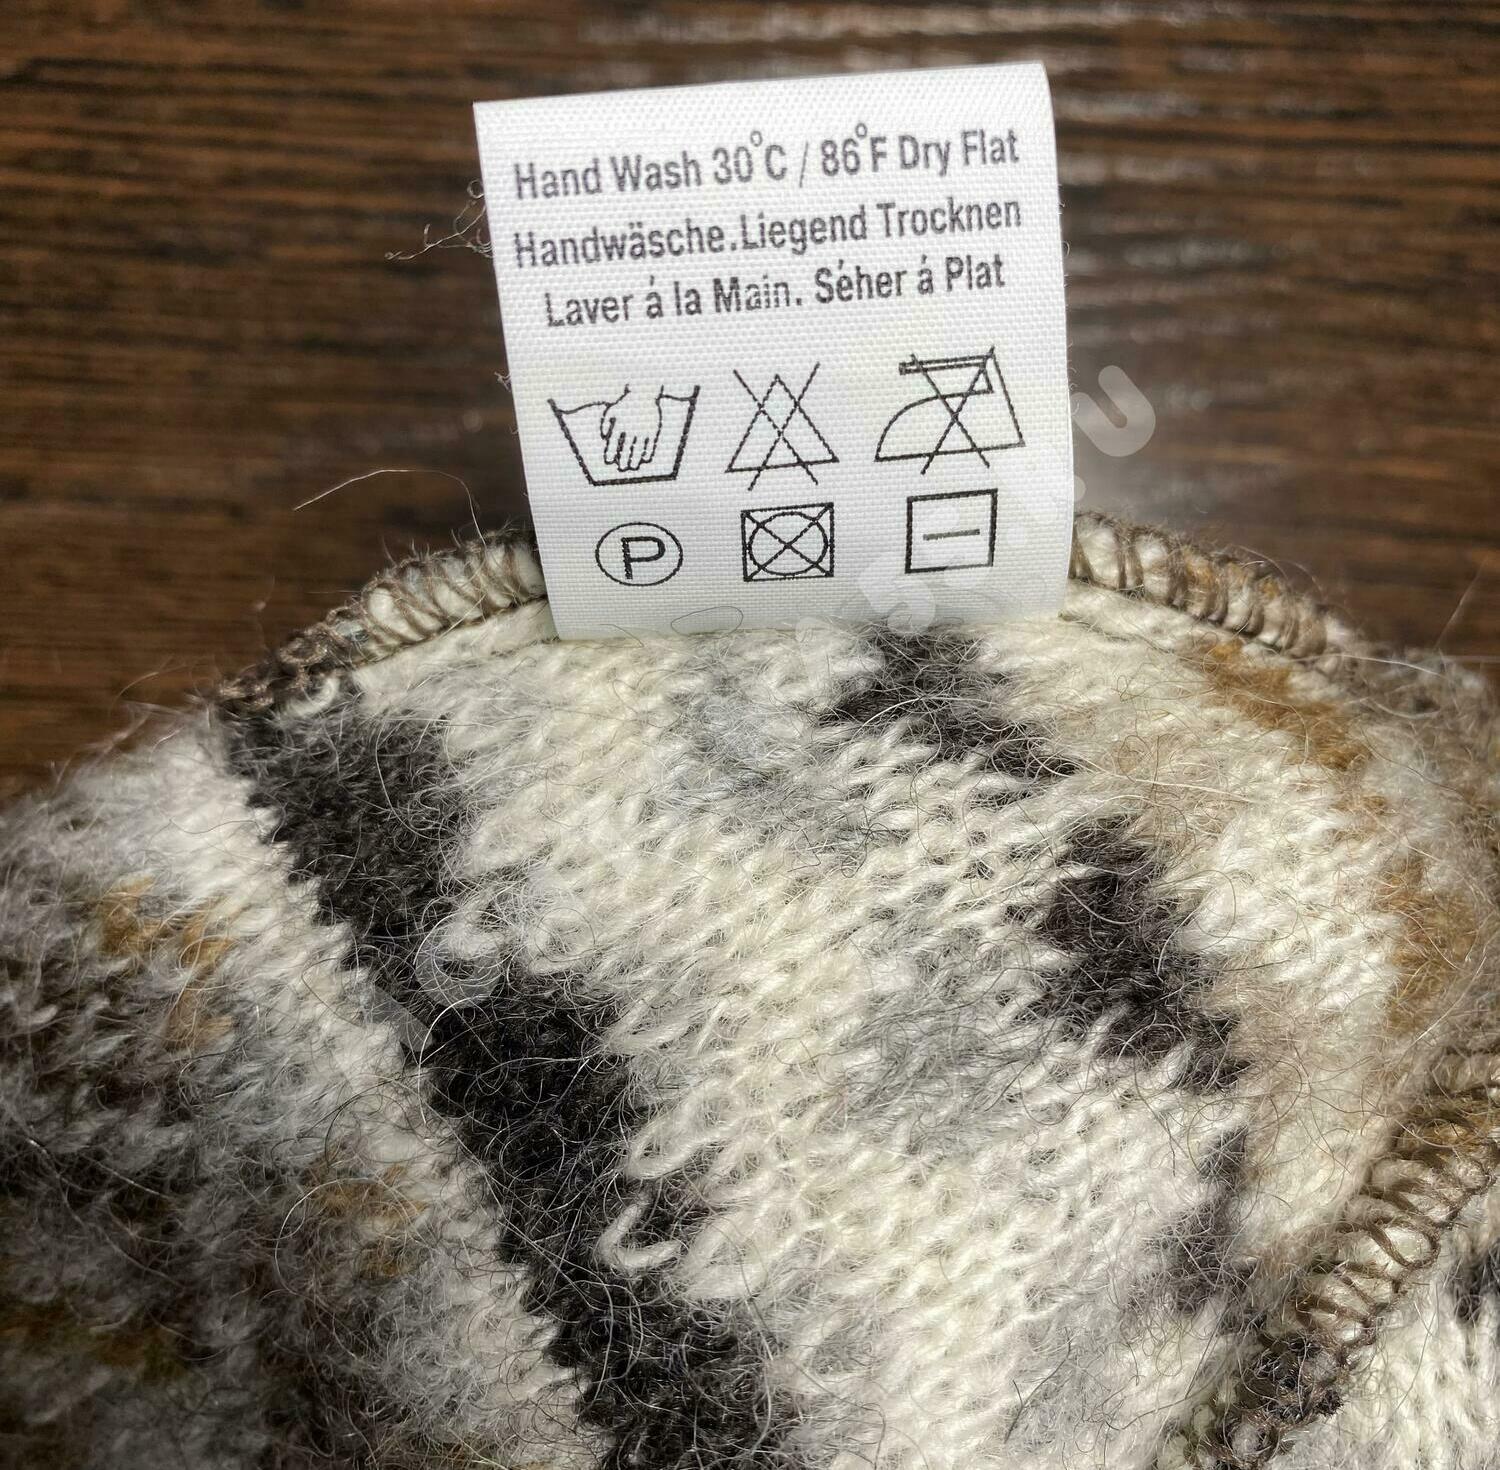 Hand Wash 30°C / 86°F Dry Flat
Handwäsche.Liegend Trocknen
Laver á la Main. Séher á Plat
P